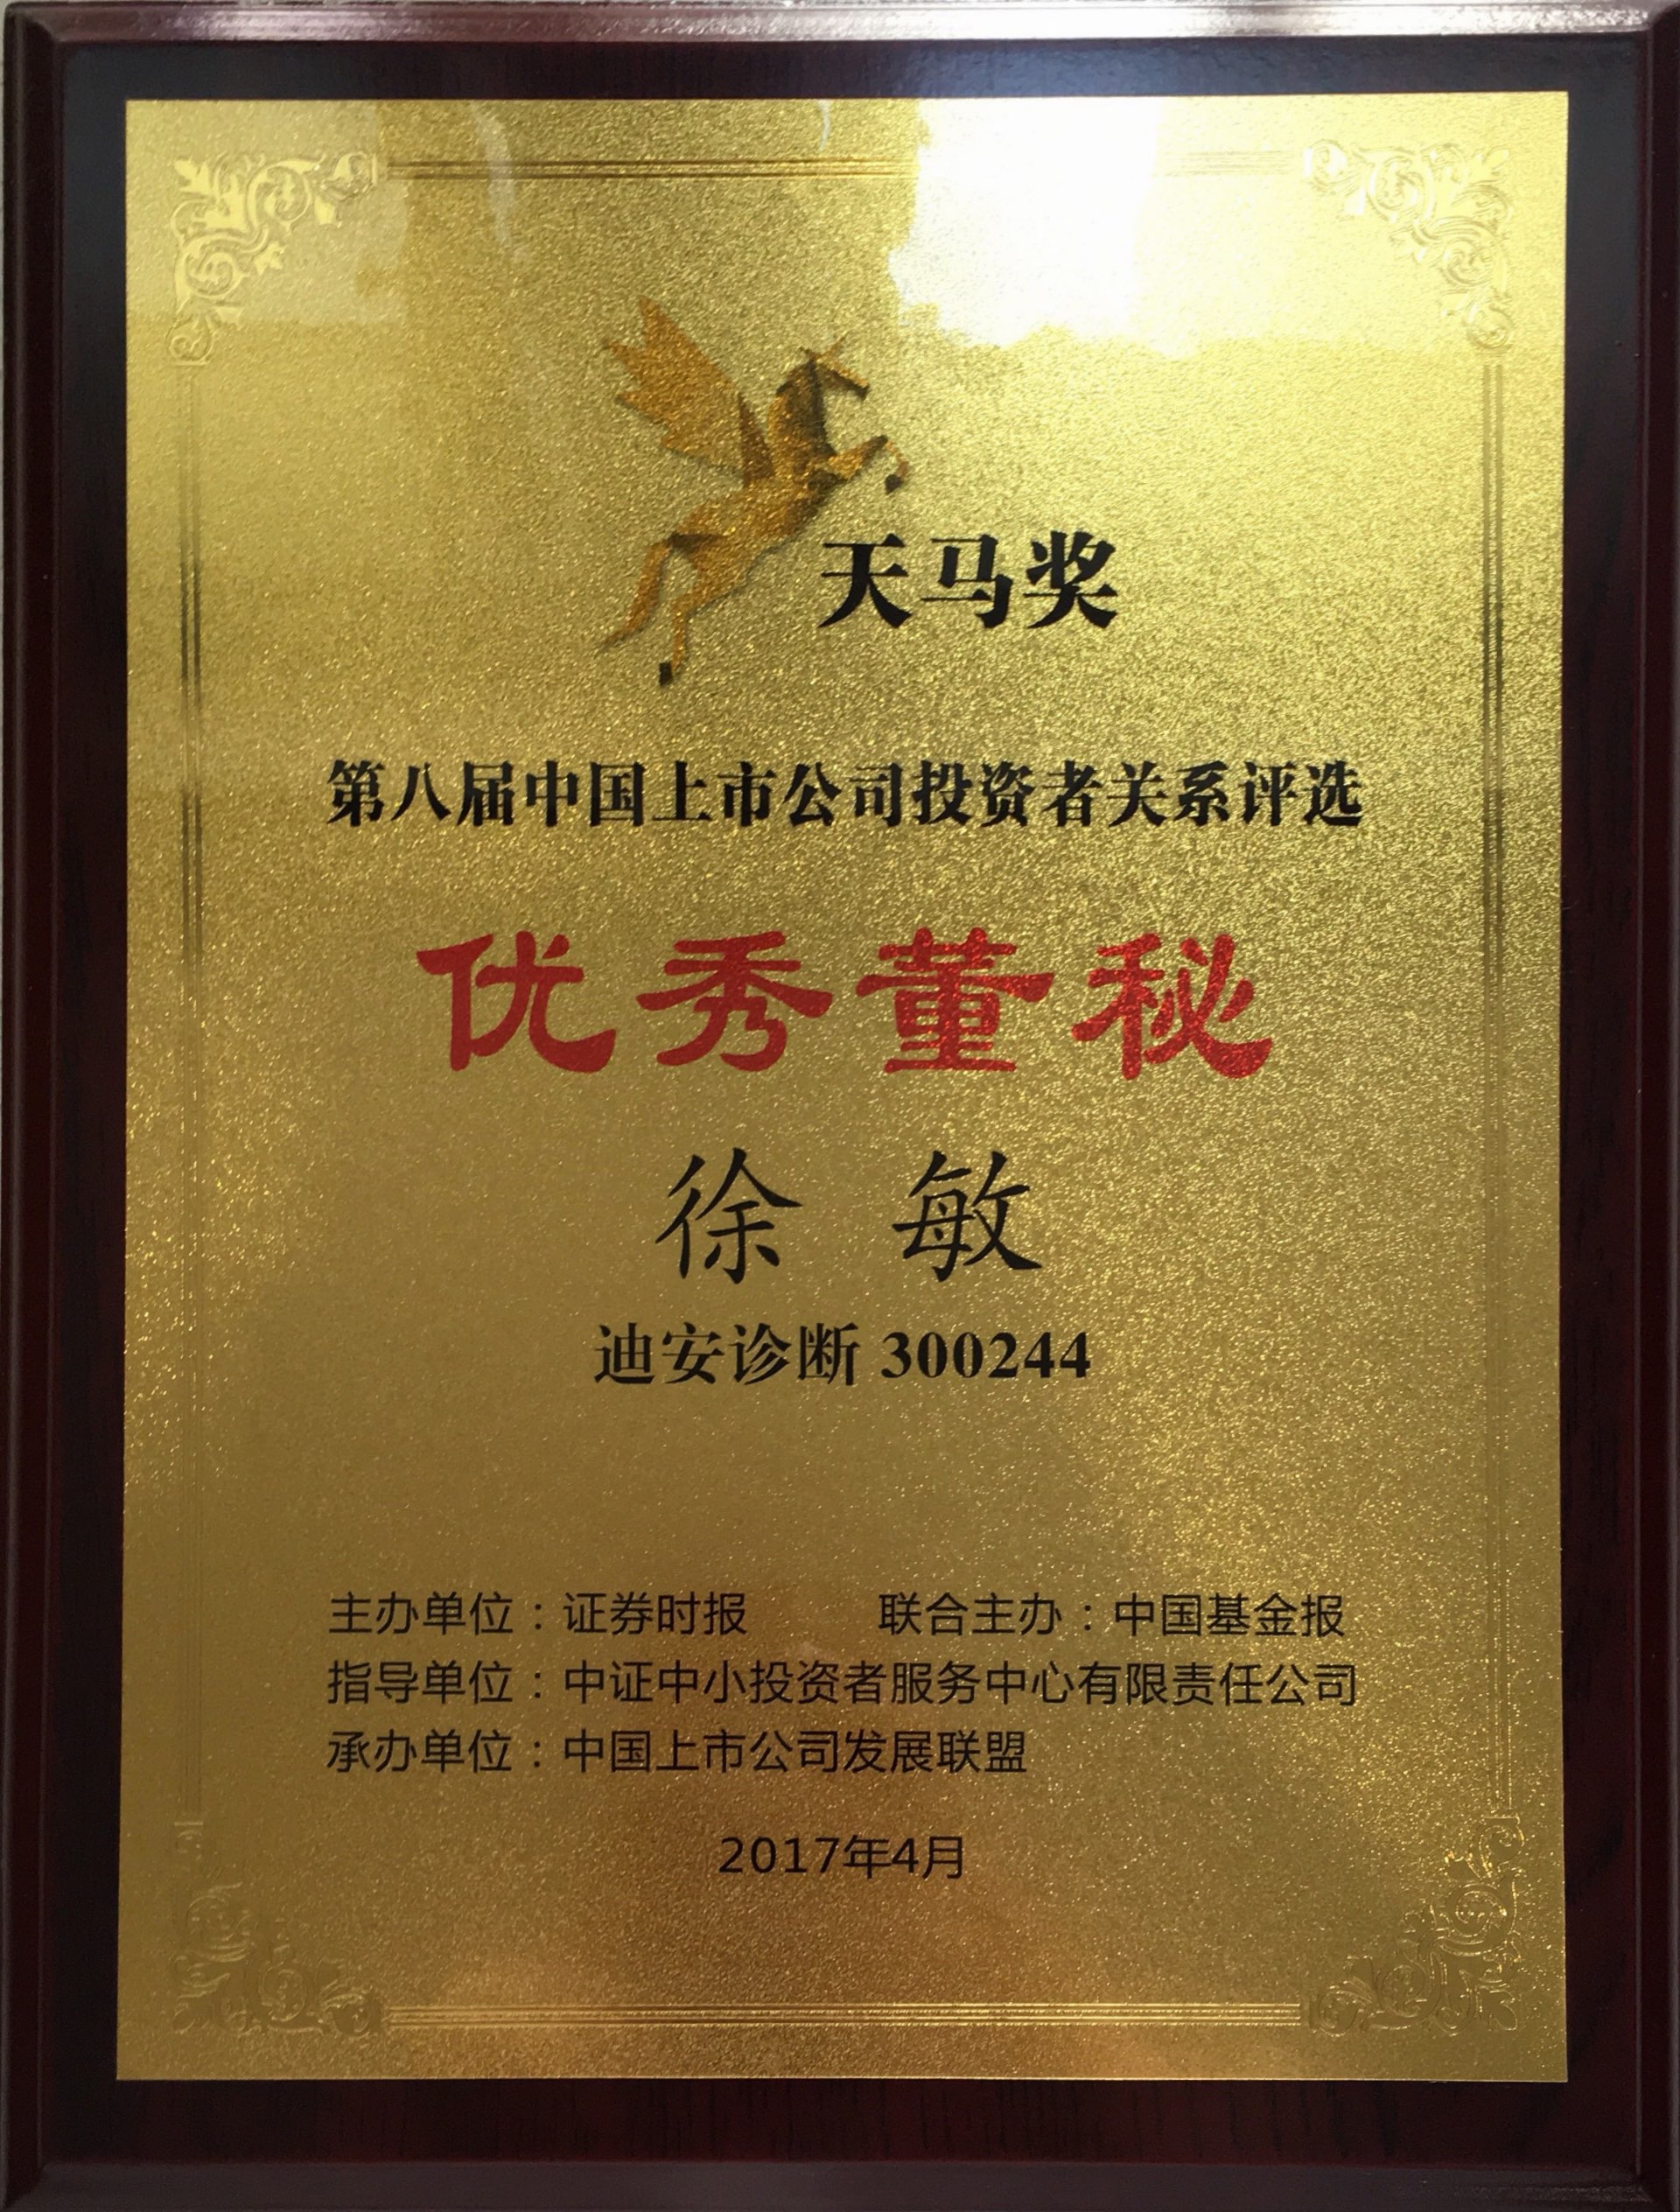 天马奖
第八届中国上市公司投资者关系评选
优秀董秘
徐 敏
迪安诊断 300244
主办单位：证券时报 联合主办：中国基金报
指导单位：中证中小投资者服务中心有限责任公司
承办单位：中国上市公司发展联盟
2017年4月